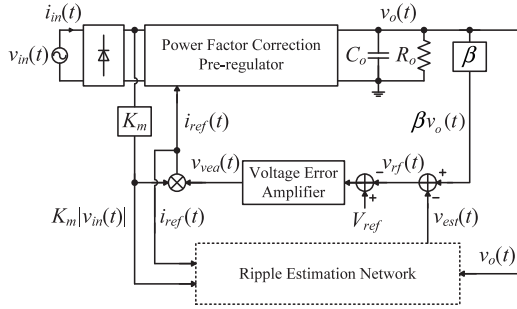 i_in(t)
v_in(t)
Power Factor Correction
Pre-regulator
v_o(t)
C_o
R_o
β
K_m
i_ref(t)
βv_o(t)
v_vea(t)
Voltage Error
Amplifier
v_rf(t)
−
+
+
−
K_m|v_in(t)|
i_ref(t)
V_ref
v_est(t)
Ripple Estimation Network
v_o(t)